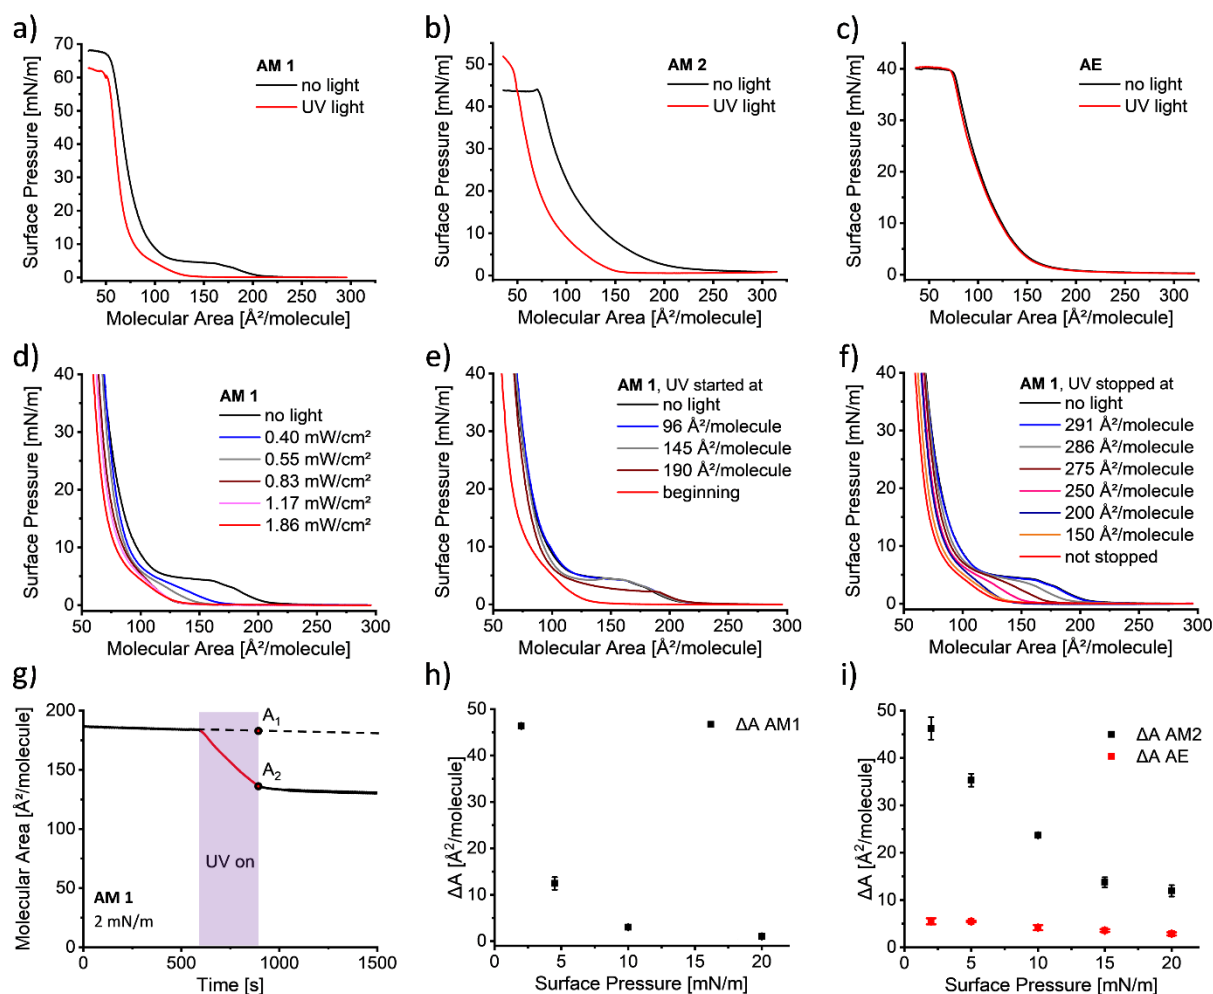 a)
AM 1
no light
UV light
Surface Pressure [mN/m]
70
60
50
40
30
20
10
0
50 100 150 200 250 300
Molecular Area [Å²/molecule]
b)
AM 2
no light
UV light
Surface Pressure [mN/m]
50
40
30
20
10
0
50 100 150 200 250 300
Molecular Area [Å²/molecule]
c)
AE
no light
UV light
Surface Pressure [mN/m]
40
30
20
10
0
50 100 150 200 250 300
Molecular Area [Å²/molecule]
d)
AM 1
no light
0.40 mW/cm²
0.55 mW/cm²
0.83 mW/cm²
1.17 mW/cm²
1.86 mW/cm²
Surface Pressure [mN/m]
40
30
20
10
0
50 100 150 200 250 300
Molecular Area [Å²/molecule]
e)
AM 1, UV started at
no light
96 Å²/molecule
145 Å²/molecule
190 Å²/molecule
beginning
Surface Pressure [mN/m]
40
30
20
10
0
50 100 150 200 250 300
Molecular Area [Å²/molecule]
f)
AM 1, UV stopped at
no light
291 Å²/molecule
286 Å²/molecule
275 Å²/molecule
250 Å²/molecule
200 Å²/molecule
150 Å²/molecule
not stopped
Surface Pressure [mN/m]
40
30
20
10
0
50 100 150 200 250 300
Molecular Area [Å²/molecule]
g)
Molecular Area [Å²/molecule]
200
150
100
50
0
A₁
A₂
UV on
AM 1
2 mN/m
0 500 1000 1500
Time [s]
h)
ΔA AM1
ΔA [Å²/molecule]
50
40
30
20
10
0
0 5 10 15 20
Surface Pressure [mN/m]
i)
ΔA AM2
ΔA AE
ΔA [Å²/molecule]
50
40
30
20
10
0
0 5 10 15 20
Surface Pressure [mN/m]